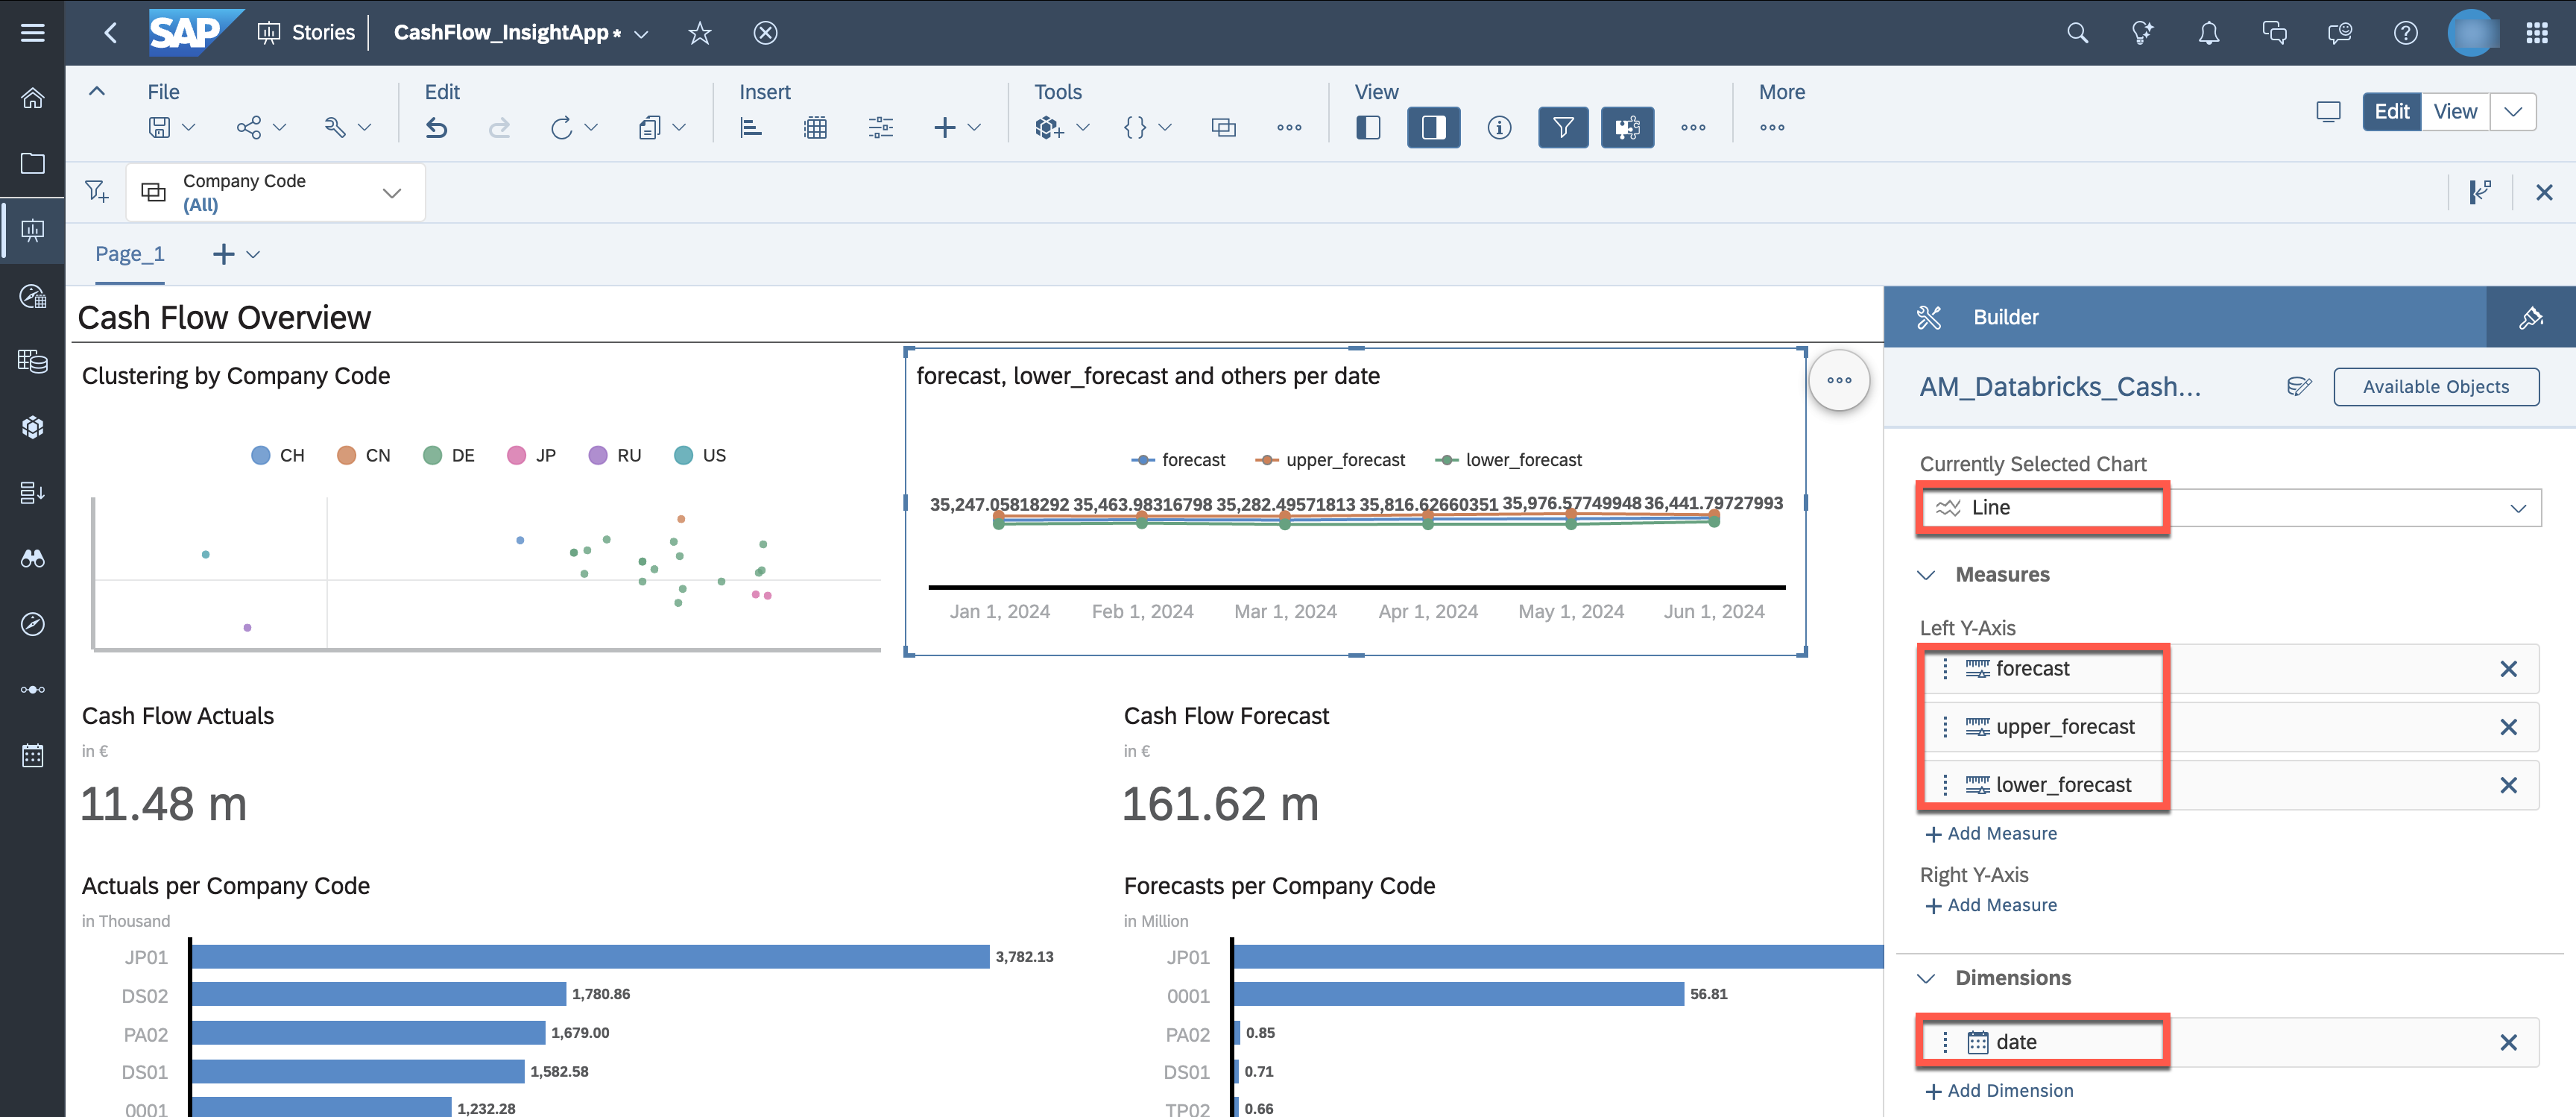 SAP Stories CashFlow_InsightApp *
File Edit Insert Tools View More
Edit View
Company Code
(All)
Page_1
Cash Flow Overview
Clustering by Company Code
CH CN DE JP RU US
forecast, lower_forecast and others per date
forecast upper_forecast lower_forecast
35,247.05818292 35,463.98316798 35,282.49571813 35,816.62660351 35,976.57749948 36,441.79727993
Jan 1, 2024 Feb 1, 2024 Mar 1, 2024 Apr 1, 2024 May 1, 2024 Jun 1, 2024
Cash Flow Actuals
in €
11.48 m
Cash Flow Forecast
in €
161.62 m
Actuals per Company Code
in Thousand
JP01 3,782.13
DS02 1,780.86
PA02 1,679.00
DS01 1,582.58
0001 1,232.28
Forecasts per Company Code
in Million
JP01
0001 56.81
PA02 0.85
DS01 0.71
TP02 0.66
Builder
AM_Databricks_Cash...
Available Objects
Currently Selected Chart
Line
Measures
Left Y-Axis
forecast
upper_forecast
lower_forecast
+ Add Measure
Right Y-Axis
+ Add Measure
Dimensions
date
+ Add Dimension